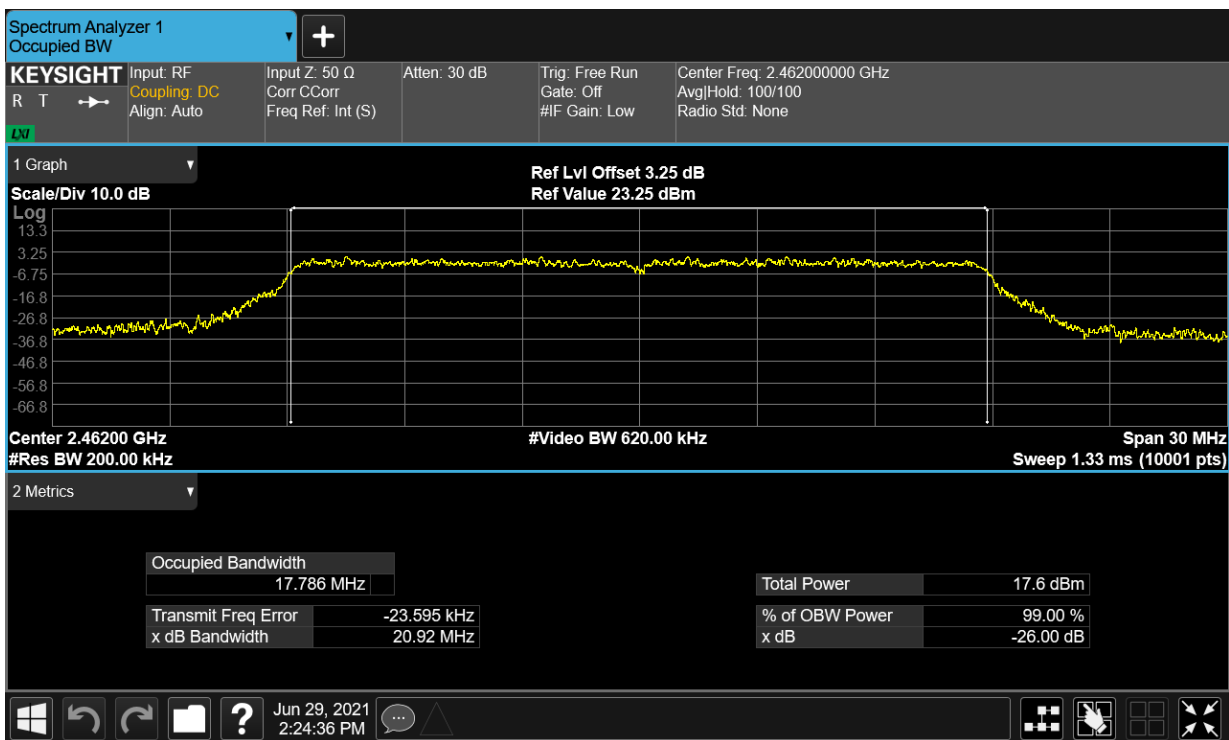 Spectrum Analyzer 1
Occupied BW
▼
+
KEYSIGHT Input: RF Input Z: 50 Ω Atten: 30 dB Trig: Free Run Center Freq: 2.462000000 GHz
R T Coupling: DC Corr CCorr Gate: Off Avg|Hold: 100/100
Align: Auto Freq Ref: Int (S) #IF Gain: Low Radio Std: None
LXI
1 Graph ▼
Ref Lvl Offset 3.25 dB
Scale/Div 10.0 dB Ref Value 23.25 dBm
Log
13.3
3.25
-6.75
-16.8
-26.8
-36.8
-46.8
-56.8
-66.8
Center 2.46200 GHz #Video BW 620.00 kHz Span 30 MHz
#Res BW 200.00 kHz Sweep 1.33 ms (10001 pts)
2 Metrics ▼
Occupied Bandwidth
17.786 MHz Total Power 17.6 dBm
Transmit Freq Error -23.595 kHz % of OBW Power 99.00 %
x dB Bandwidth 20.92 MHz x dB -26.00 dB
? Jun 29, 2021
2:24:36 PM